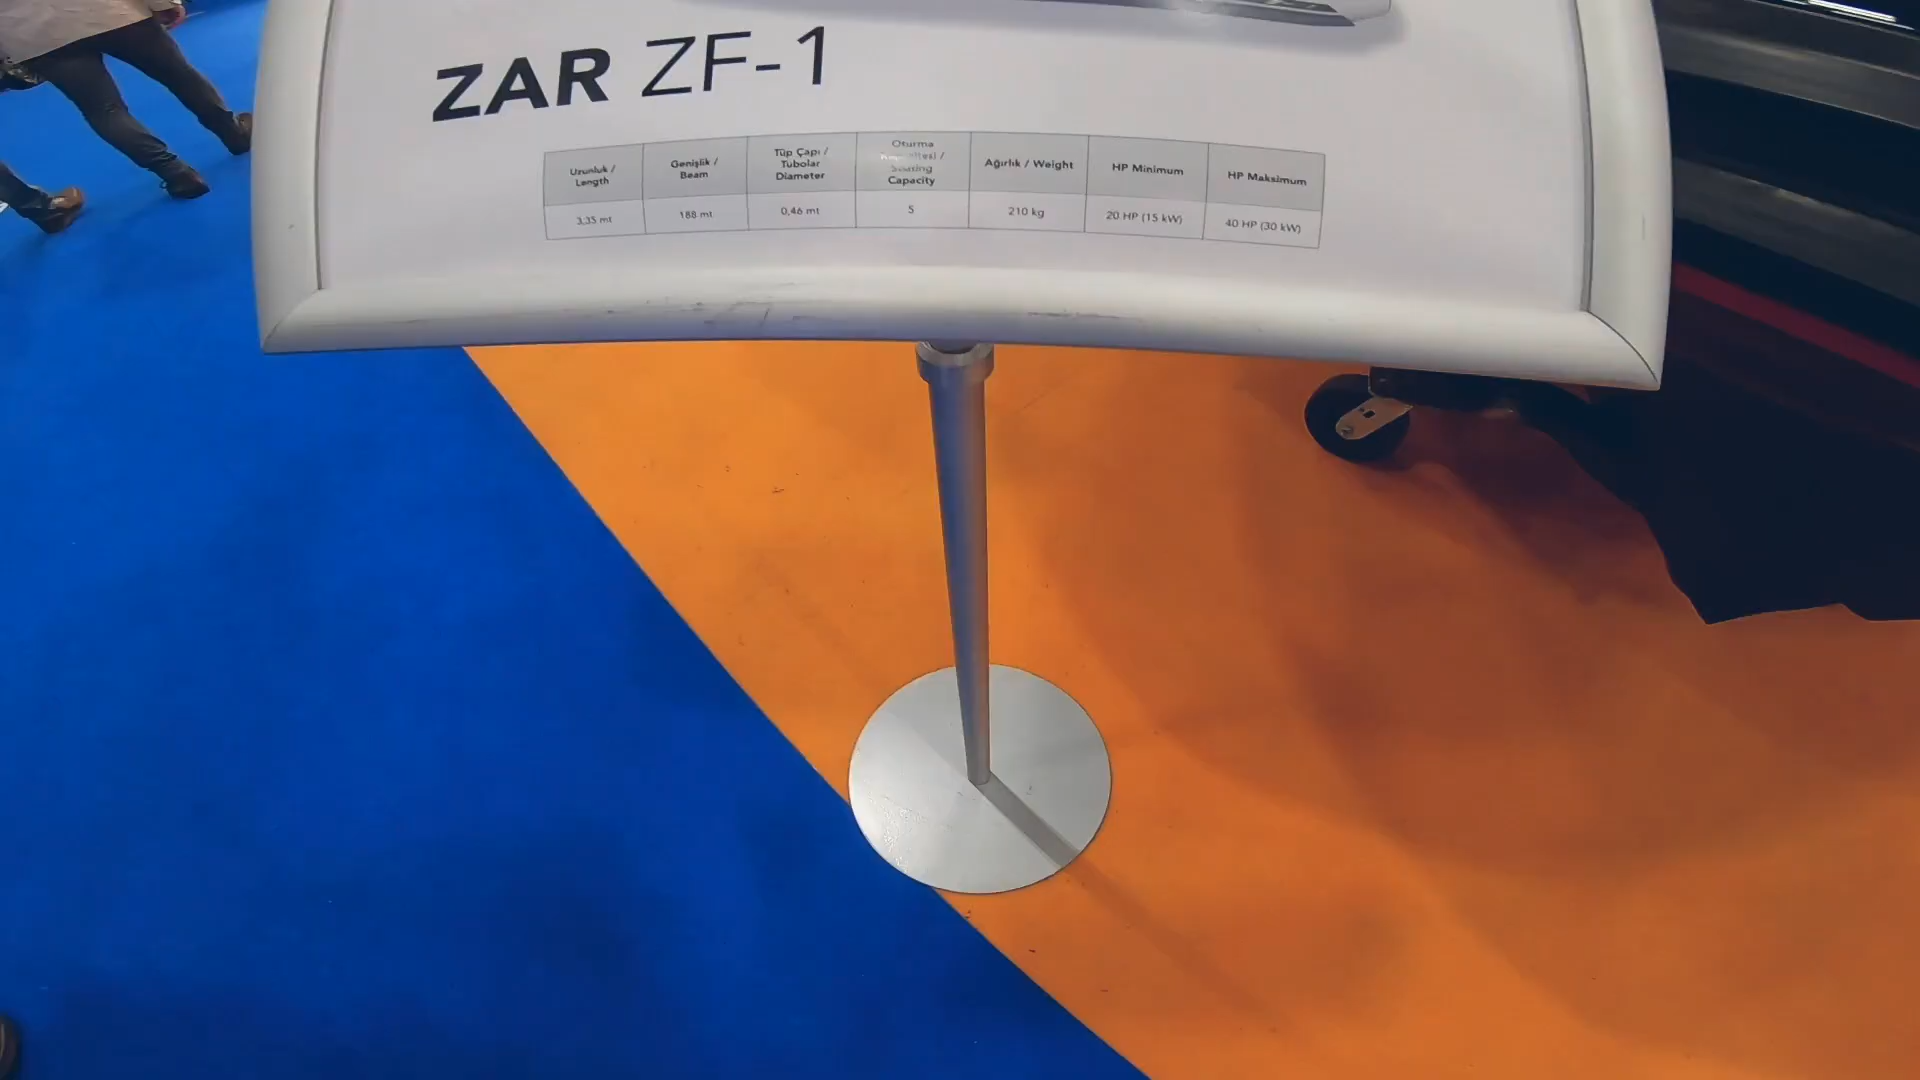 ZAR ZF-1
Uzunluk /
Length
Genişlik /
Beam
Tüp Çapı /
Tubolar
Diameter
Oturma
Capacity
Ağırlık / Weight
HP Minimum
HP Maksimum
3,35 mt
188 mt
0,46 mt
5
210 kg
20 HP (15 kW)
40 HP (30 kW)